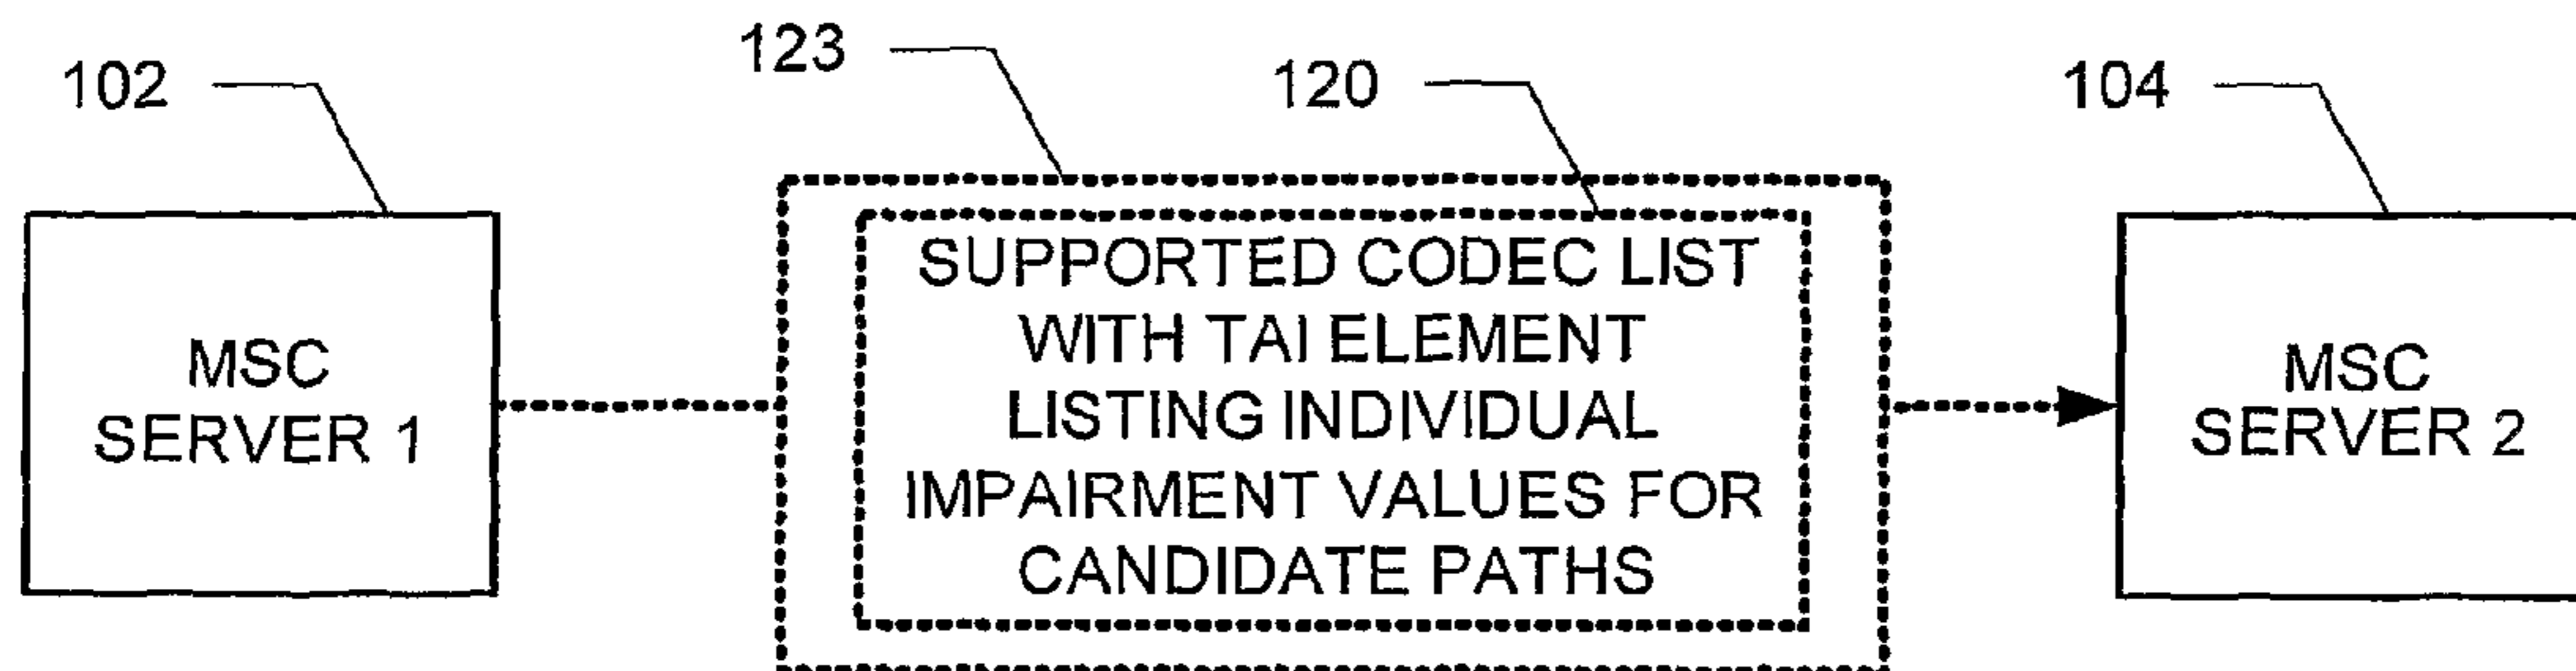 102
123
120
104
MSC
SERVER 1
SUPPORTED CODEC LIST
WITH TAI ELEMENT
LISTING INDIVIDUAL
IMPAIRMENT VALUES FOR
CANDIDATE PATHS
MSC
SERVER 2